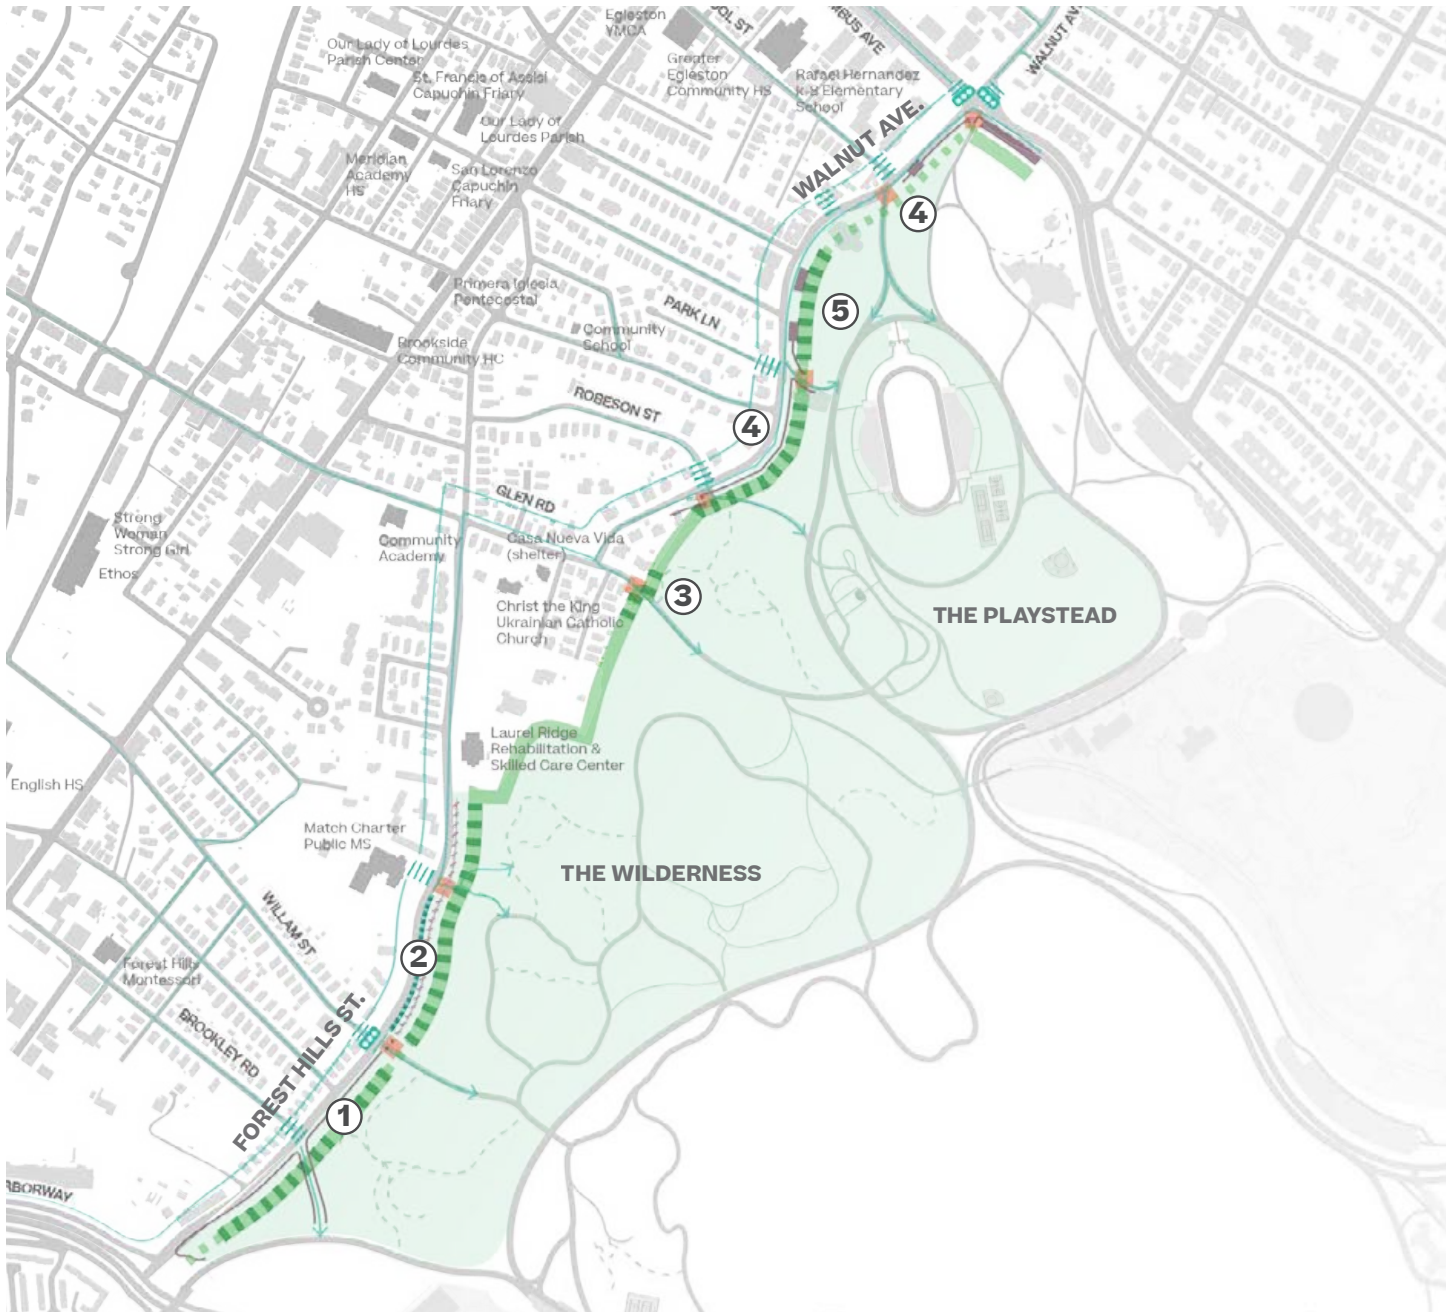 Egleston
YMCA
OOL ST
MBUS AVE
WALNUT AV
Our Lady of Lourdes
Parish Center
St. Francis of Assisi
Capuchin Friary
Greater
Egleston
Community HS
Rafael Hernandez
K-8 Elementary
School
Our Lady of
Lourdes Parish
WALNUT AVE.
Meridian
Academy
HS
San Lorenzo
Capuchin
Friary
4
Primera Iglesia
Pentecostal
PARK LN
5
Community
School
Brookside
Community HC
ROBESON ST
4
GLEN RD
Strong
Woman
Strong Girl
Ethos
Community
Academy
Casa Nueva Vida
(shelter)
3
Christ the King
Ukrainian Catholic
Church
THE PLAYSTEAD
Laurel Ridge
Rehabilitation &
Skilled Care Center
English HS
Match Charter
Public MS
THE WILDERNESS
WILLAM ST
2
Forest Hills
Montessori
BROOKLEY RD
FOREST HILLS ST.
1
RBORWAY